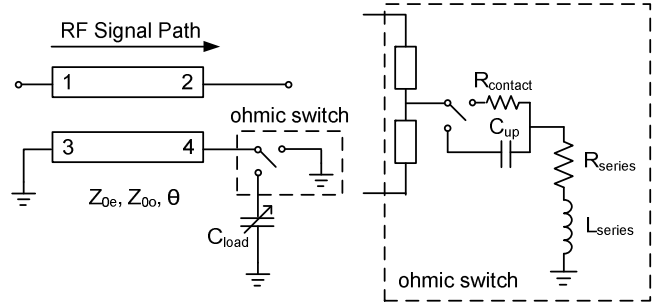 RF Signal Path
1 2
ohmic switch
3 4
Z0e, Z0o, θ
Cload
Rcontact
Cup
Rseries
Lseries
ohmic switch